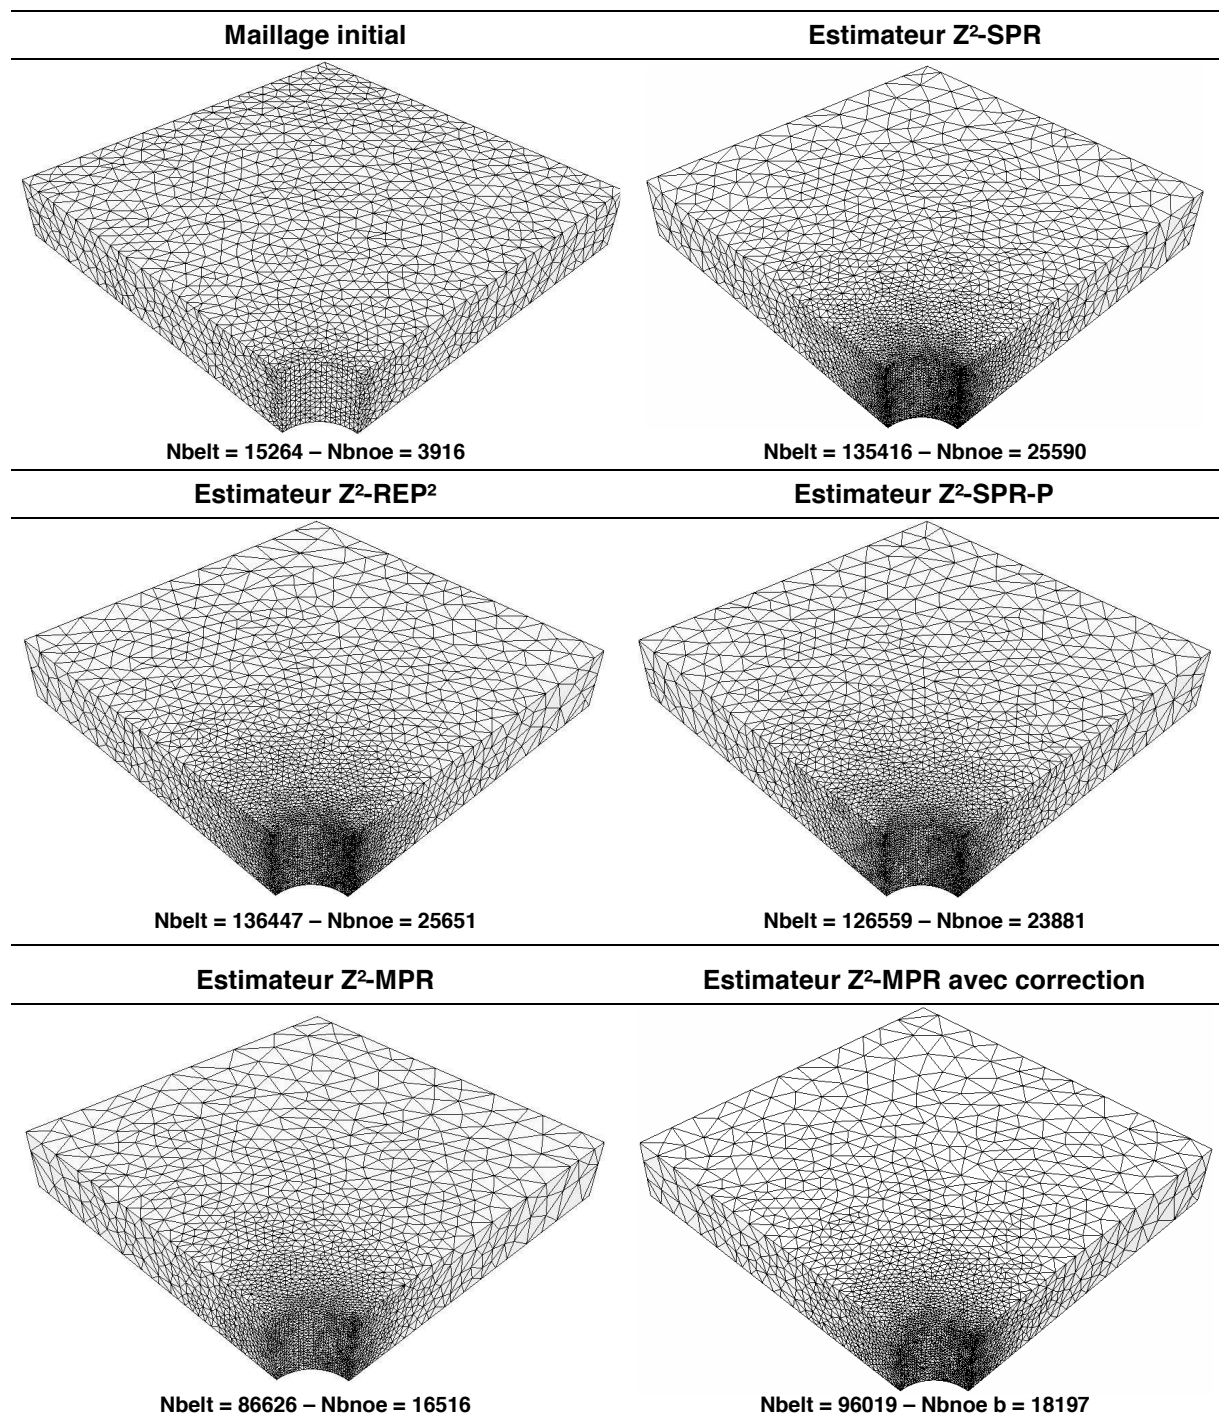 Maillage initial
Estimateur Z²-SPR
Nbelt = 15264 – Nbnoe = 3916
Nbelt = 135416 – Nbnoe = 25590
Estimateur Z²-REP²
Estimateur Z²-SPR-P
Nbelt = 136447 – Nbnoe = 25651
Nbelt = 126559 – Nbnoe = 23881
Estimateur Z²-MPR
Estimateur Z²-MPR avec correction
Nbelt = 86626 – Nbnoe = 16516
Nbelt = 96019 – Nbnoe b = 18197